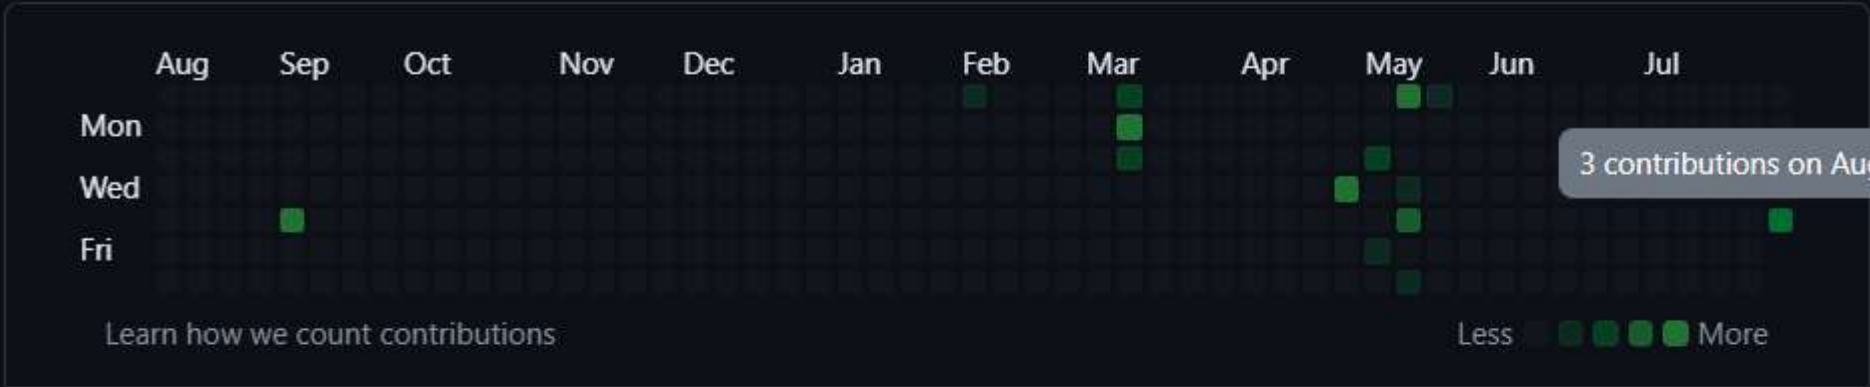 Aug Sep Oct Nov Dec Jan Feb Mar Apr May Jun Jul
Mon
3 contributions on Au
Wed
Fri
Learn how we count contributions
Less More